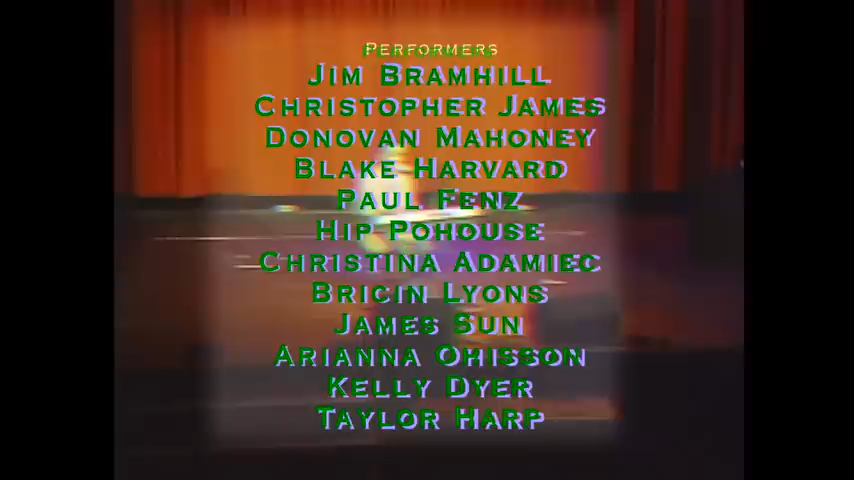 Performers
Jim Bramhill
Christopher James
Donovan Mahoney
Blake Harvard
Paul Fenz
Hip Pohouse
Christina Adamiec
Bricin Lyons
James Sun
Arianna Ohisson
Kelly Dyer
Taylor Harp